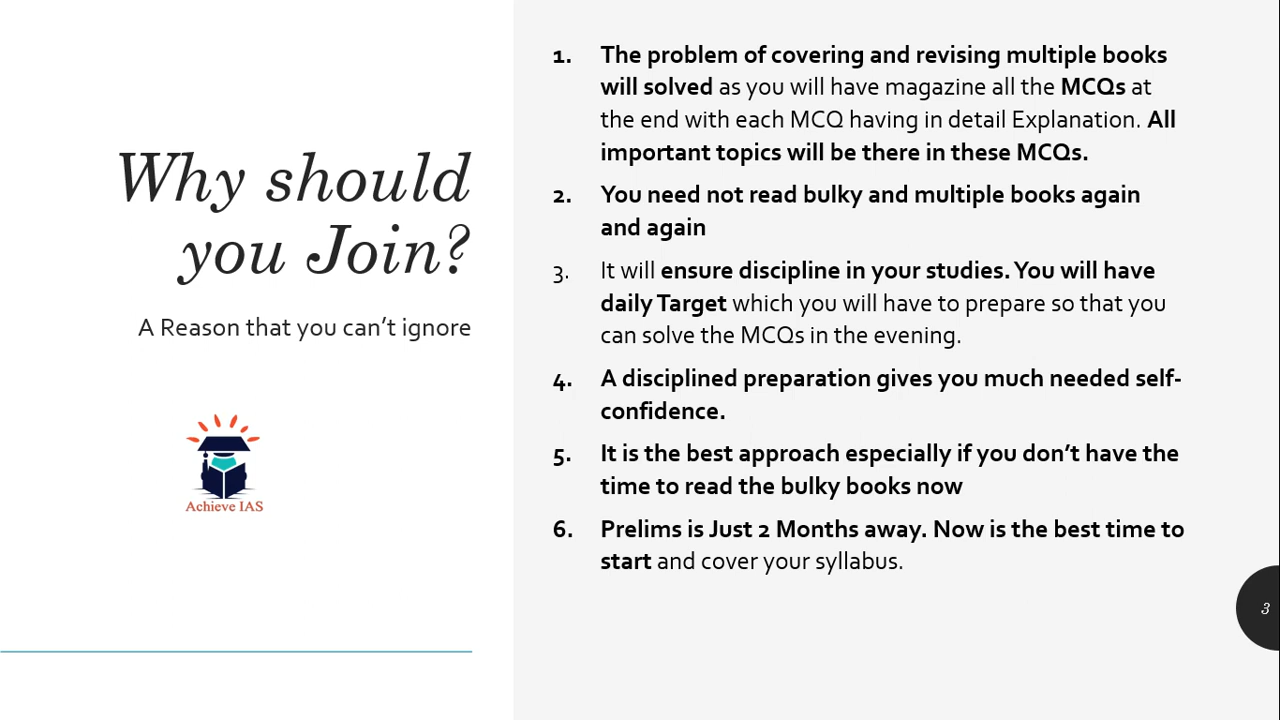 Why should
you Join?
A Reason that you can’t ignore
Achieve IAS
1. The problem of covering and revising multiple books
will solved as you will have magazine all the MCQs at
the end with each MCQ having in detail Explanation. All
important topics will be there in these MCQs.
2. You need not read bulky and multiple books again
and again
3. It will ensure discipline in your studies. You will have
daily Target which you will have to prepare so that you
can solve the MCQs in the evening.
4. A disciplined preparation gives you much needed self-
confidence.
5. It is the best approach especially if you don’t have the
time to read the bulky books now
6. Prelims is Just 2 Months away. Now is the best time to
start and cover your syllabus.
3